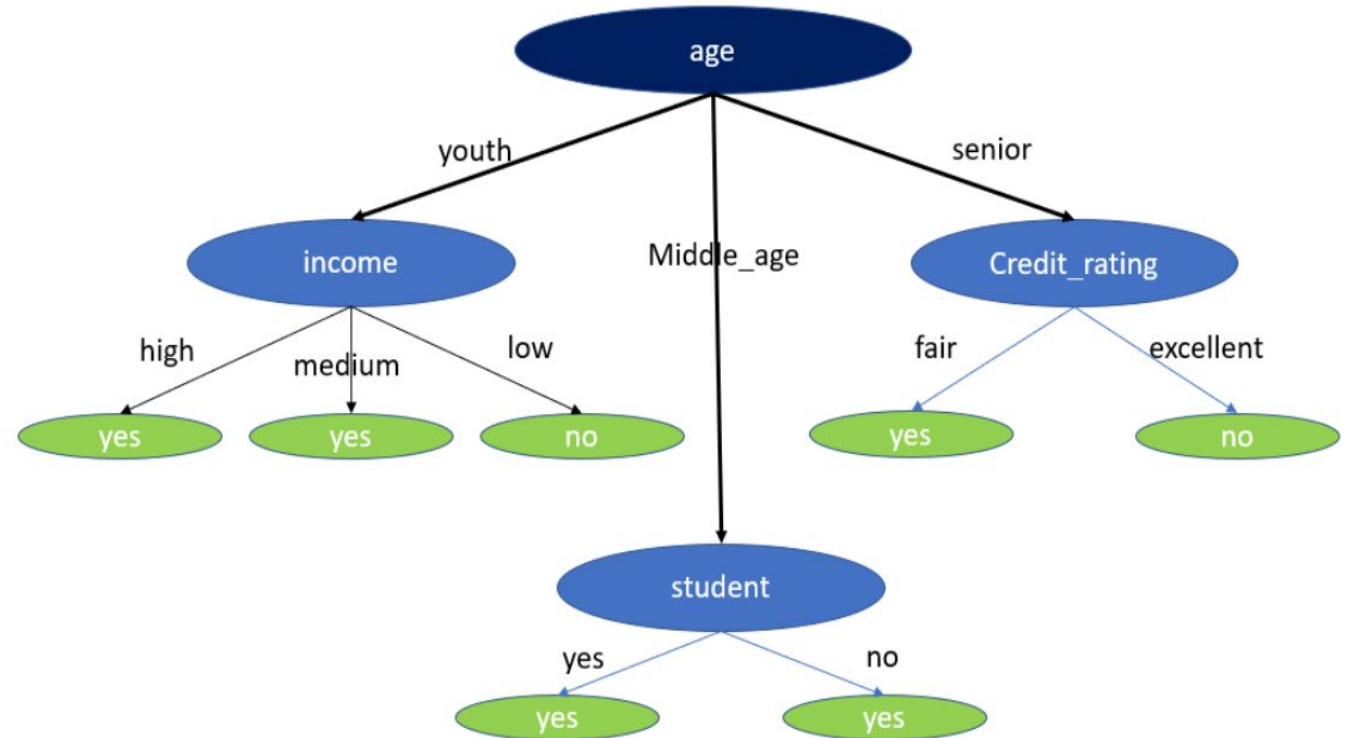 age
youth
senior
income
Middle_age
Credit_rating
high
medium
low
fair
excellent
yes
yes
no
yes
no
student
yes
no
yes
yes